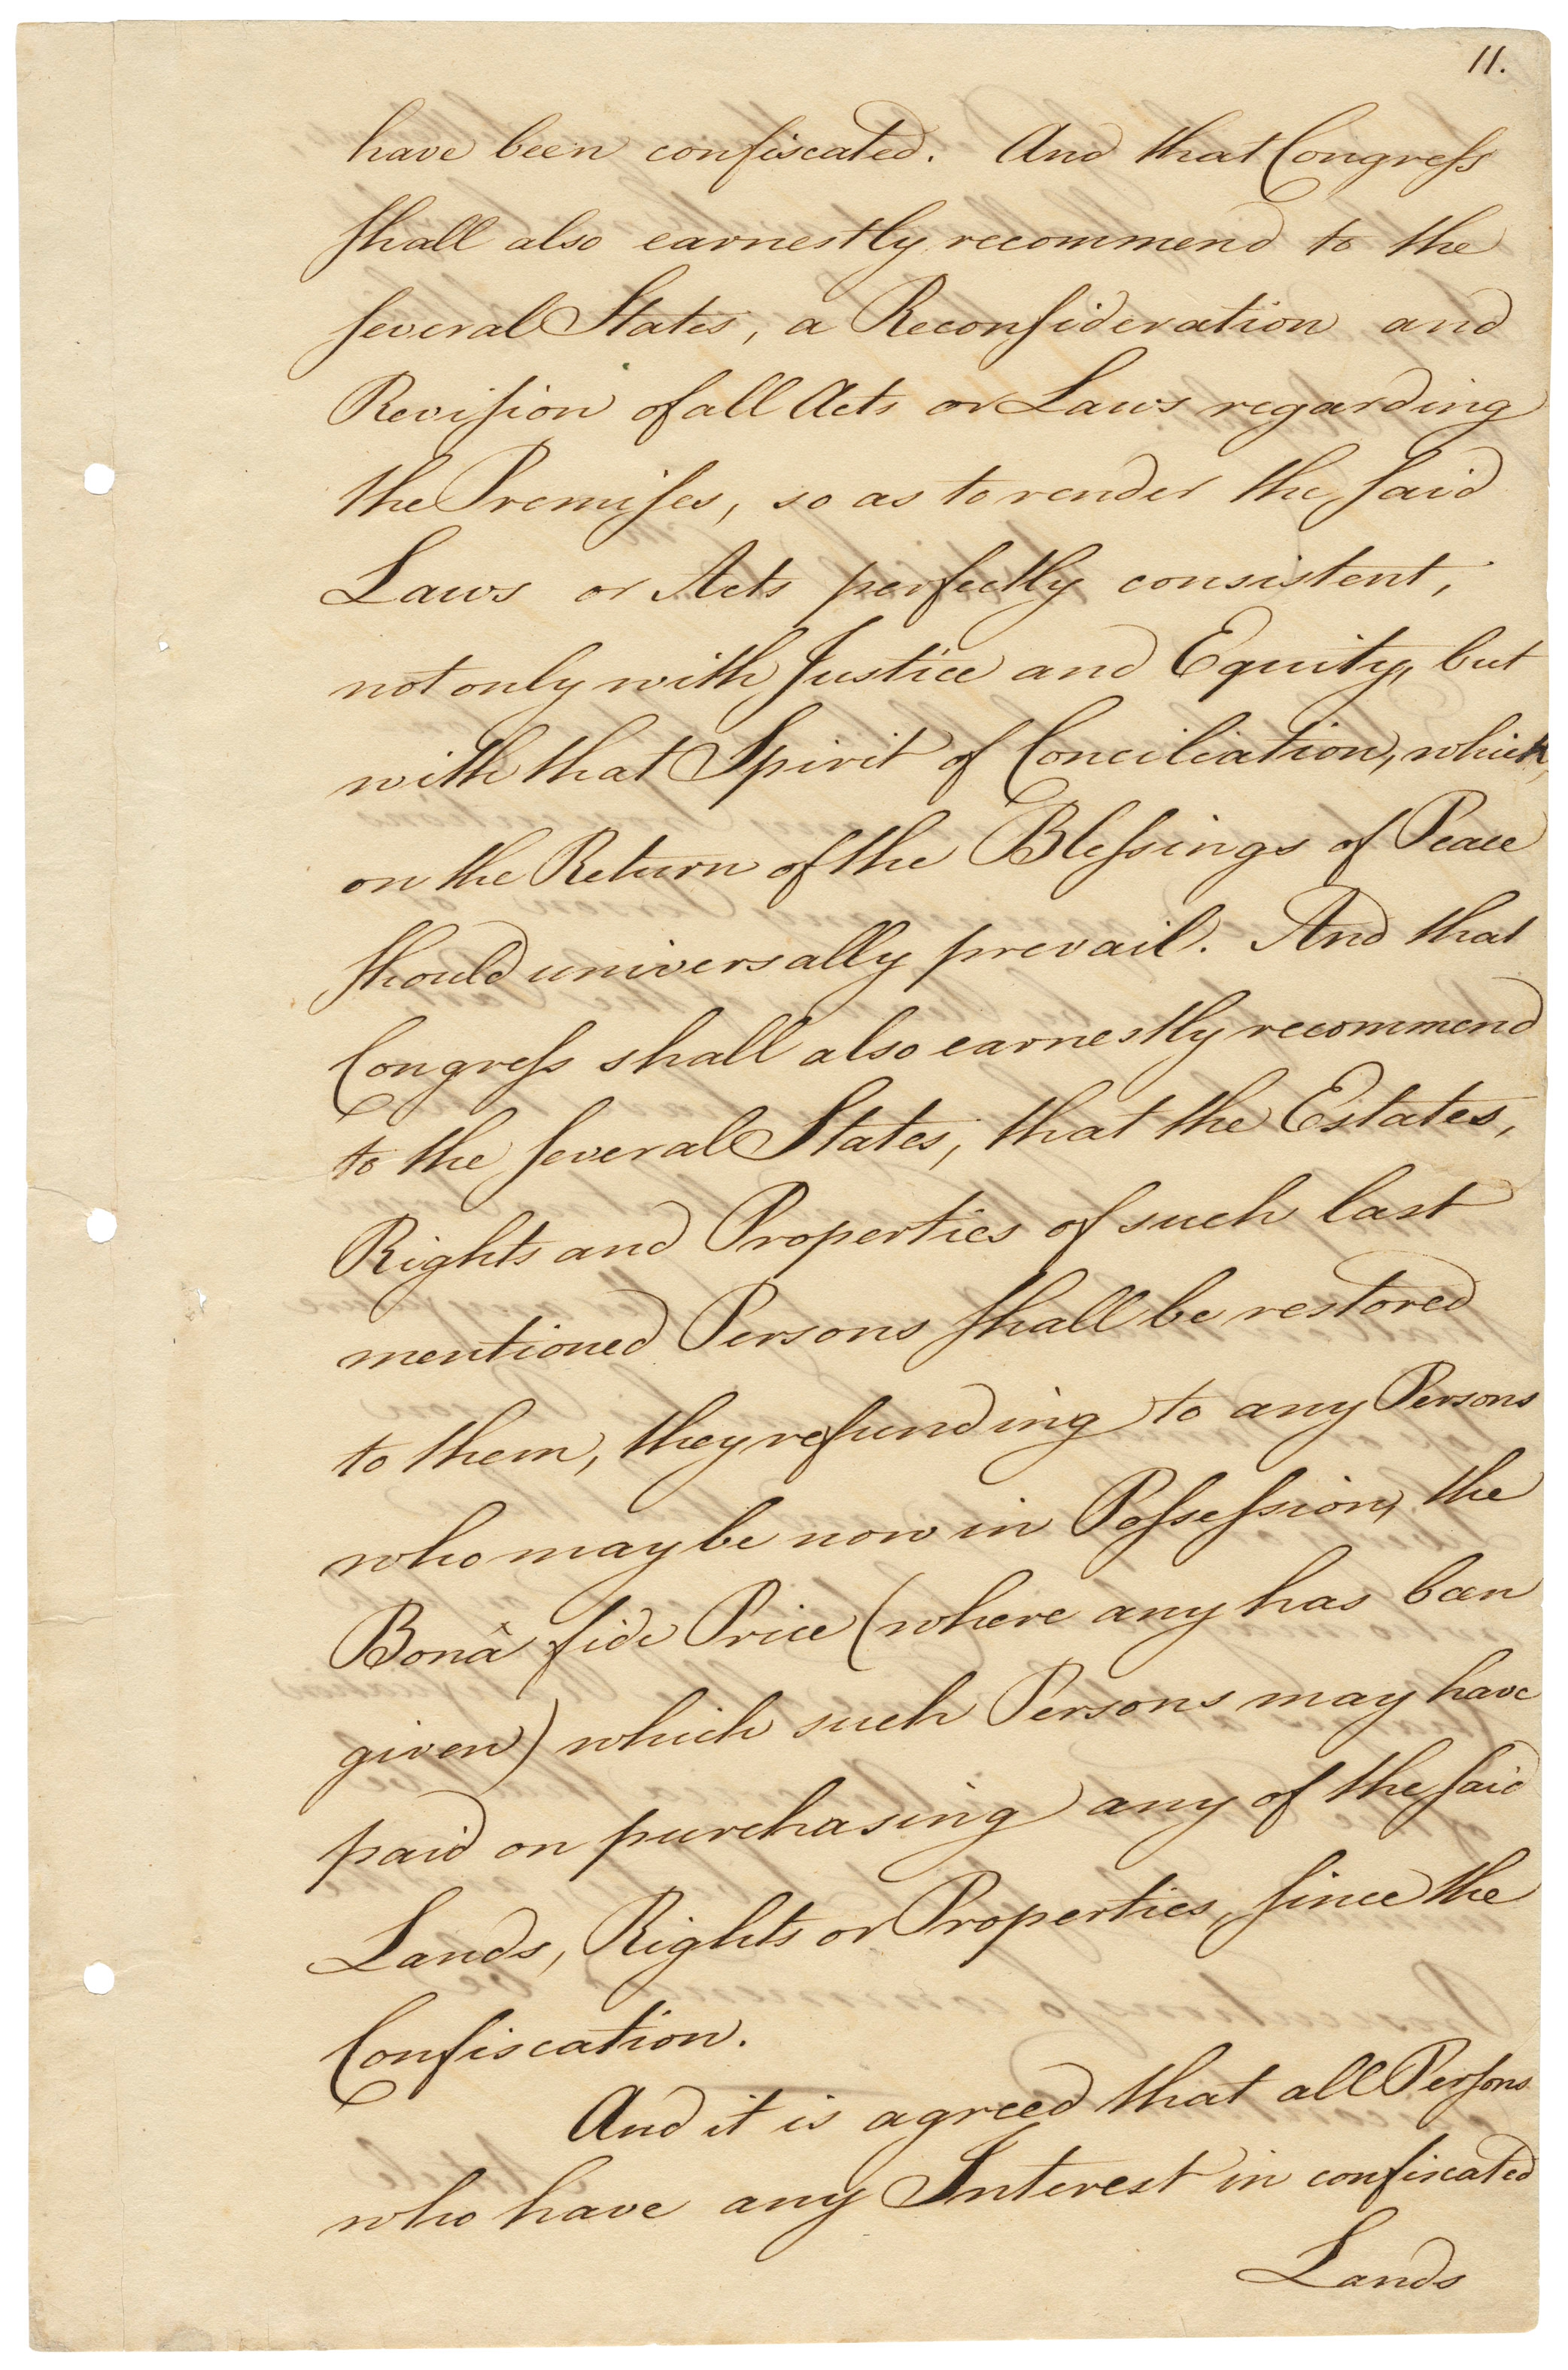 11.
have been confiscated. And that Congreſs
ſhall also earnestly recommend to the
ſeveral States, a Reconſideration and
Reviſion of all Acts or Laws regarding
the Premiſes, so as to render the ſaid
Laws or Acts perfectly consistent,
not only with Justice and Equity, but
with that Spirit of Conciliation, which,
on the Return of the Bleſsings of Peace
ſhould universally prevail. And that
Congreſs shall also earnestly recommend
to the ſeveral States, that the Estates,
Rights and Properties of such last
mentioned Persons ſhall be restored
to them, they refunding to any Persons
who may be now in Poſseſsion, the
Bonâ fide Price (where any has been
given) which such Persons may have
paid on purchasing any of the ſaid
Lands, Rights or Properties, ſince the
Confiscation.
And it is agreed that all Perſons
who have any Interest in confiscated
Lands